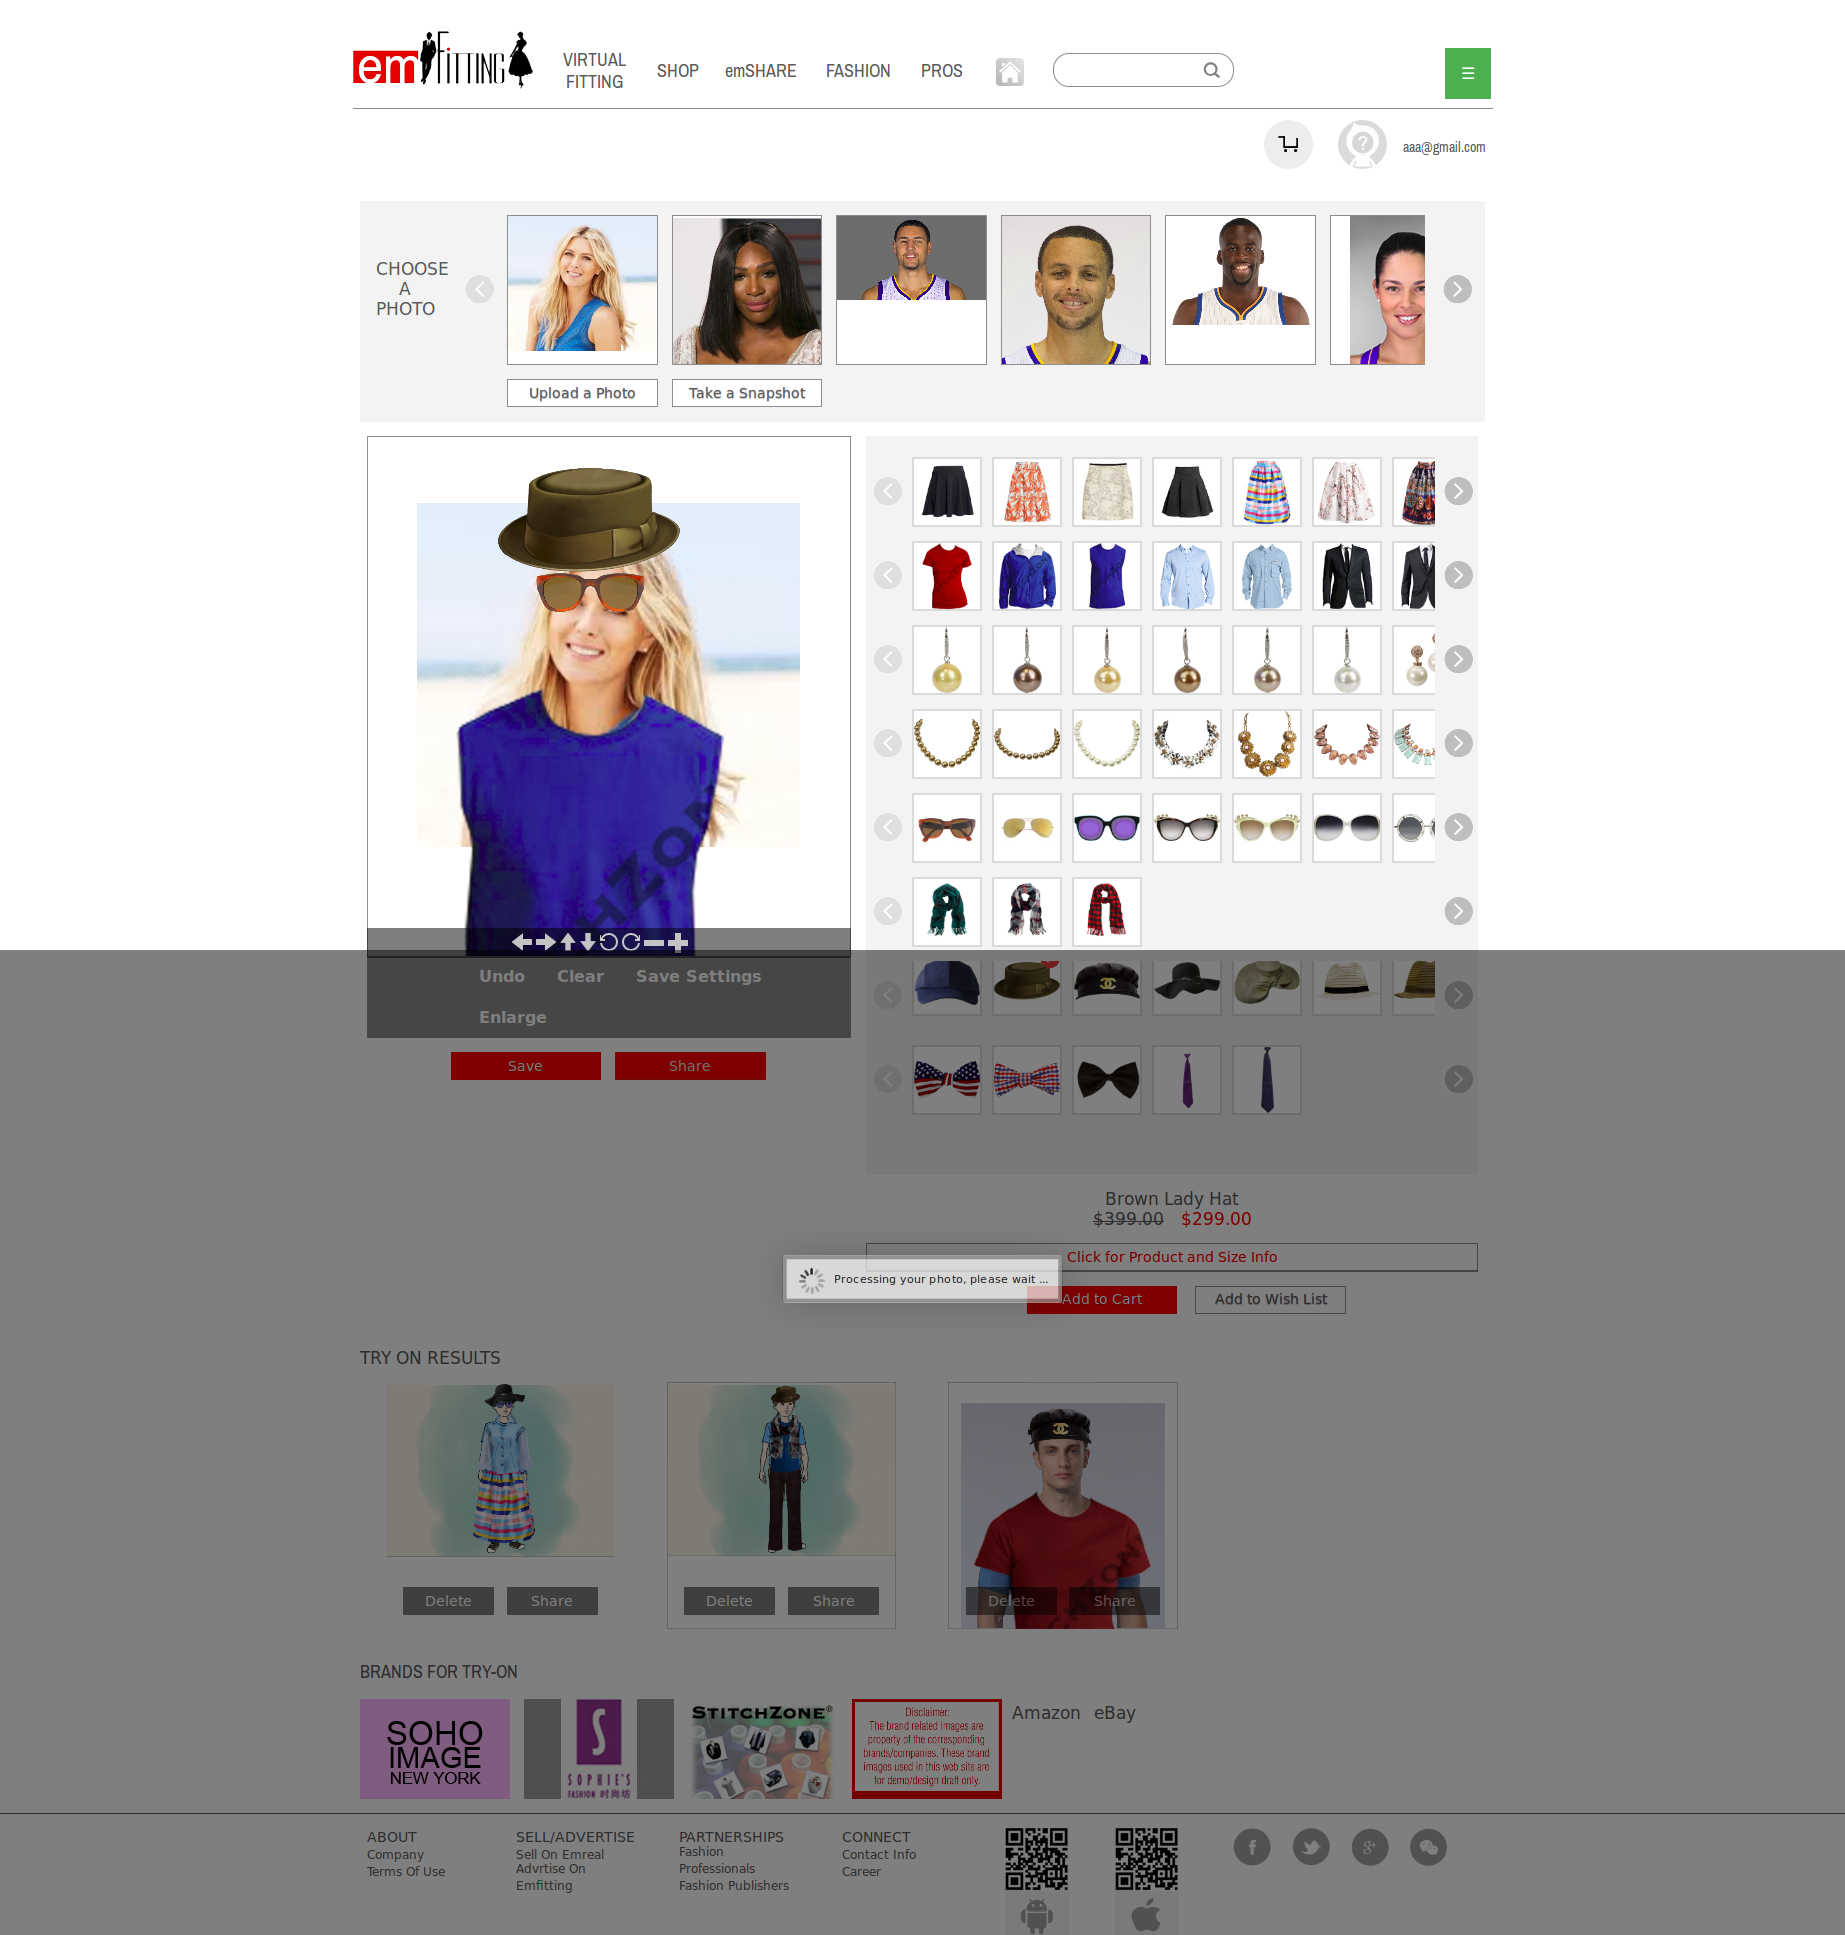 em FITTING
VIRTUAL
FITTING
SHOP
emSHARE
FASHION
PROS
☰
aaa@gmail.com
CHOOSE
A
PHOTO
Upload a Photo
Take a Snapshot
HZON
Undo
Clear
Save Settings
Enlarge
Save
Share
Brown Lady Hat
$399.00 $299.00
Click for Product and Size Info
Processing your photo, please wait ...
Add to Cart
Add to Wish List
TRY ON RESULTS
Delete
Share
Delete
Share
Delete
Share
BRANDS FOR TRY-ON
SOHO
IMAGE
NEW YORK
S
SOPHIE'S
FASHION 时尚坊
STITCHZONE®
Disclaimer:
The brand related images are
property of the corresponding
brands/companies. These brand
images used in this web site are
for demo/design draft only.
Amazon
eBay
ABOUT
Company
Terms Of Use
SELL/ADVERTISE
Sell On Emreal
Advrtise On
Emfitting
PARTNERSHIPS
Fashion
Professionals
Fashion Publishers
CONNECT
Contact Info
Career